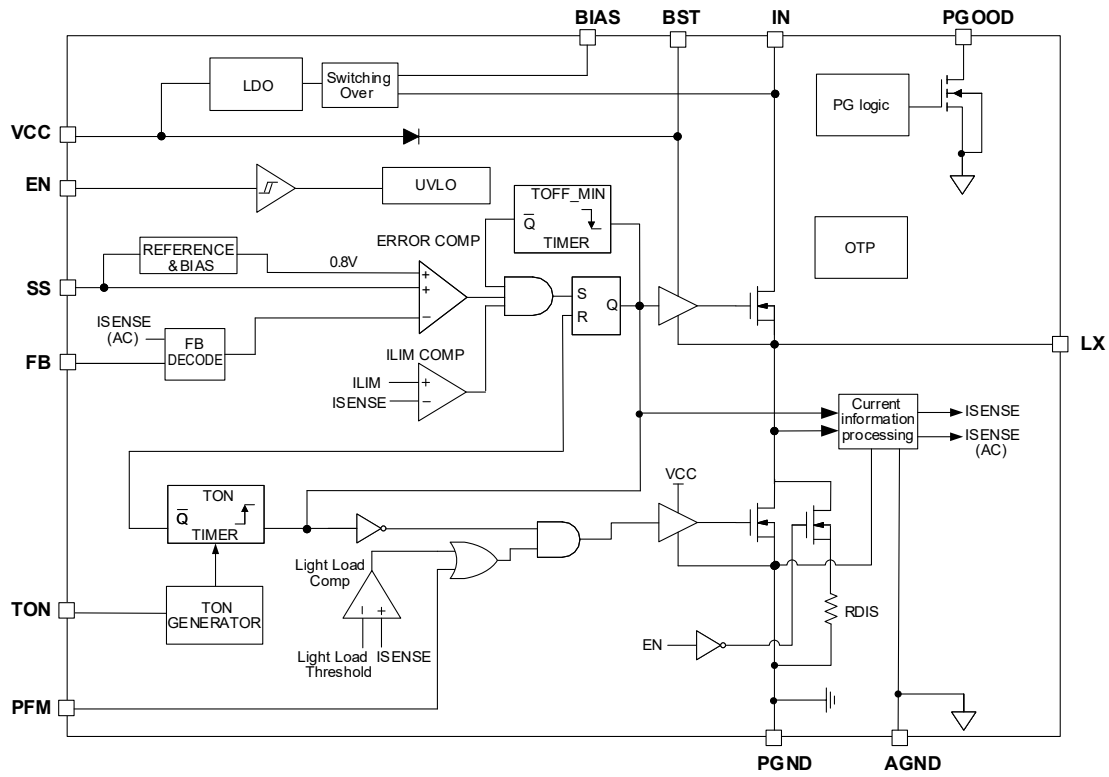 BIAS
BST
IN
PGOOD
LDO
Switching
Over
PG logic
VCC
EN
UVLO
TOFF_MIN
Q
TIMER
ERROR COMP
OTP
REFERENCE
&BIAS
0.8V
SS
+
+
−
S
R
Q
ISENSE
(AC)
FB
DECODE
FB
LX
ILIM COMP
ILIM
ISENSE
+
−
Current
information
processing
ISENSE
ISENSE
(AC)
VCC
TON
Q
TIMER
Light Load
Comp
TON
TON
GENERATOR
− +
RDIS
EN
Light Load
Threshold
ISENSE
PFM
PGND
AGND